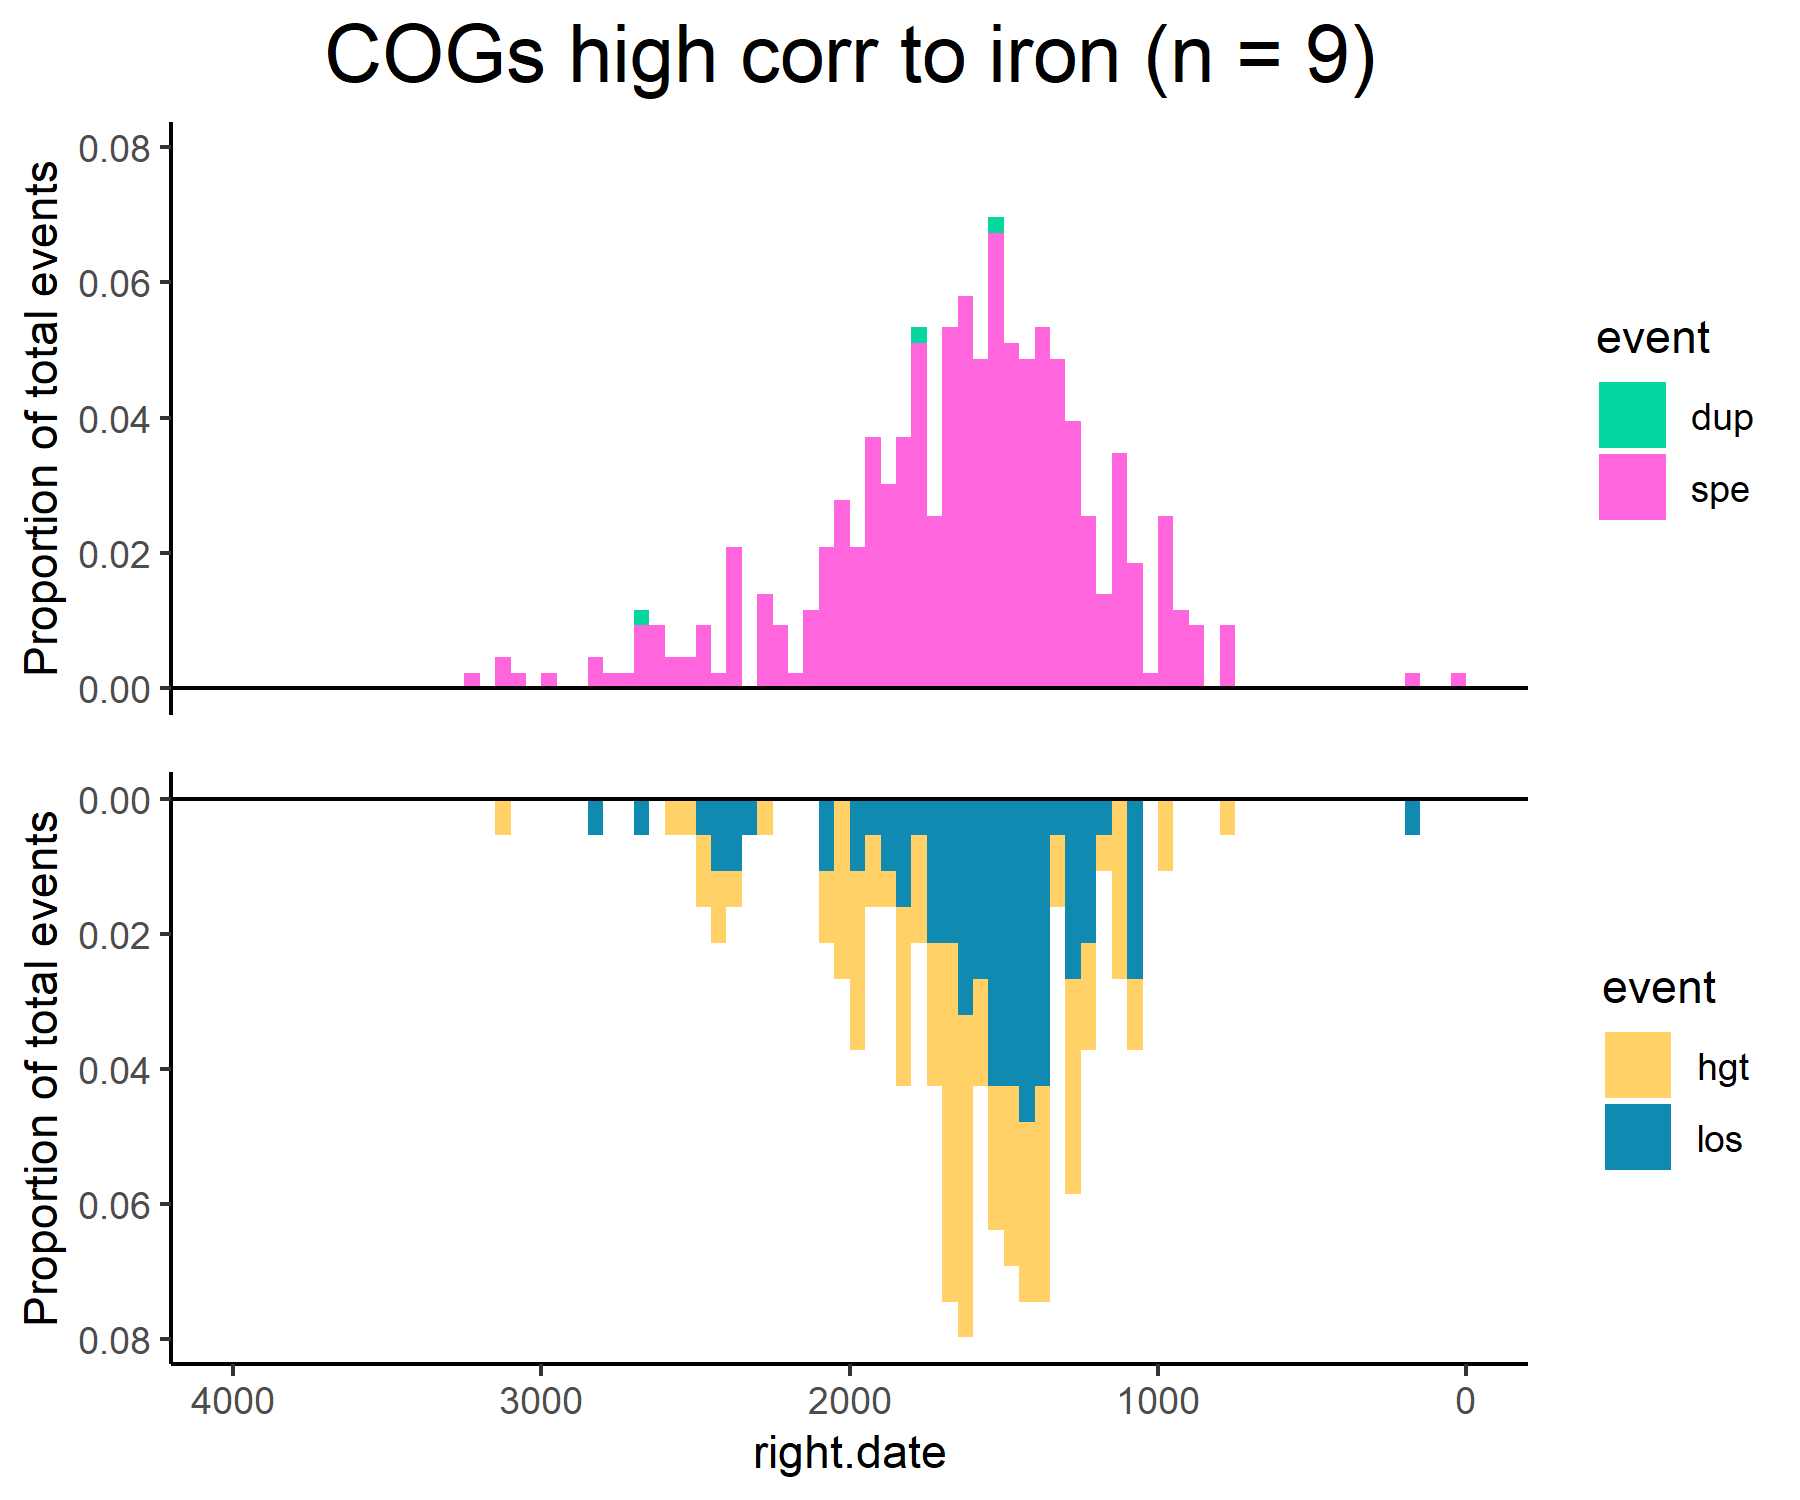 COGs high corr to iron (n = 9)
Proportion of total events
0.08
0.06
0.04
0.02
0.00
event
dup
spe
Proportion of total events
0.00
0.02
0.04
0.06
0.08
event
hgt
los
4000 3000 2000 1000 0
right.date